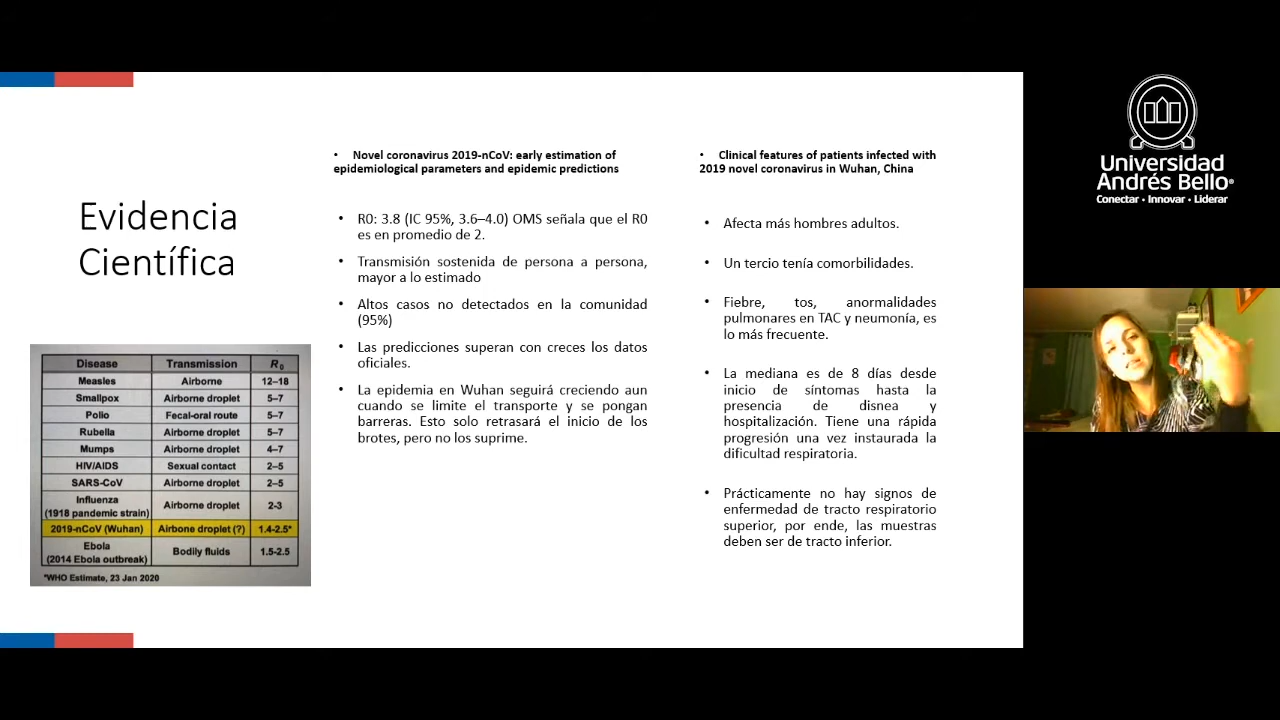 Evidencia
Científica
Disease Transmission R0
Measles Airborne 12–18
Smallpox Airborne droplet 5–7
Polio Fecal-oral route 5–7
Rubella Airborne droplet 5–7
Mumps Airborne droplet 4–7
HIV/AIDS Sexual contact 2–5
SARS-CoV Airborne droplet 2–5
Influenza
(1918 pandemic strain) Airborne droplet 2-3
2019-nCoV (Wuhan) Airbone droplet (?) 1.4-2.5*
Ebola
(2014 Ebola outbreak) Bodily fluids 1.5-2.5
*WHO Estimate, 23 Jan 2020
• Novel coronavirus 2019-nCoV: early estimation of
epidemiological parameters and epidemic predictions
• R0: 3.8 (IC 95%, 3.6–4.0) OMS señala que el R0
es en promedio de 2.
• Transmisión sostenida de persona a persona,
mayor a lo estimado
• Altos casos no detectados en la comunidad
(95%)
• Las predicciones superan con creces los datos
oficiales.
• La epidemia en Wuhan seguirá creciendo aun
cuando se limite el transporte y se pongan
barreras. Esto solo retrasará el inicio de los
brotes, pero no los suprime.
• Clinical features of patients infected with
2019 novel coronavirus in Wuhan, China
• Afecta más hombres adultos.
• Un tercio tenía comorbilidades.
• Fiebre, tos, anormalidades
pulmonares en TAC y neumonía, es
lo más frecuente.
• La mediana es de 8 días desde
inicio de síntomas hasta la
presencia de disnea y
hospitalización. Tiene una rápida
progresión una vez instaurada la
dificultad respiratoria.
• Prácticamente no hay signos de
enfermedad de tracto respiratorio
superior, por ende, las muestras
deben ser de tracto inferior.
Universidad
Andrés Bello®
Conectar • Innovar • Liderar